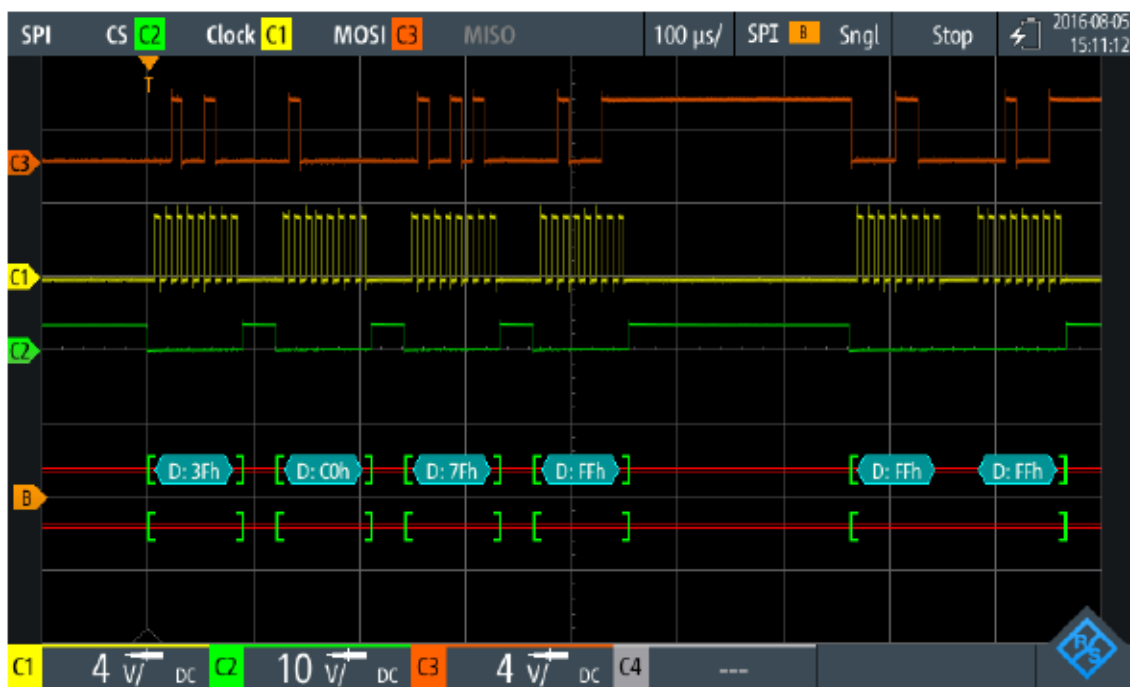 SPI CS C2 Clock C1 MOSI C3 MISO 100 µs/ SPI B Sngl Stop 2016-08-05
15:11:12
T
C3
C1
C2
D: 3Fh D: C0h D: 7Fh D: FFh D: FFh D: FFh
B
R S
C1 4 V/ DC C2 10 V/ DC C3 4 V/ DC C4 ---